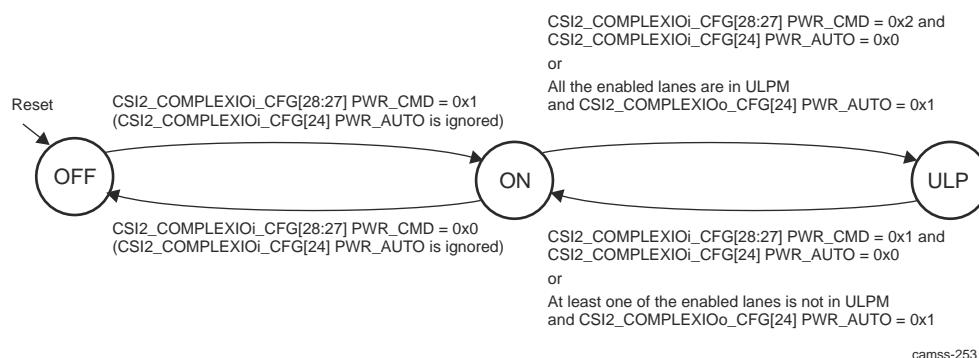 CSI2_COMPLEXIOi_CFG[28:27] PWR_CMD = 0x2 and
CSI2_COMPLEXIOi_CFG[24] PWR_AUTO = 0x0
or
All the enabled lanes are in ULPM
and CSI2_COMPLEXIOo_CFG[24] PWR_AUTO = 0x1
Reset
CSI2_COMPLEXIOi_CFG[28:27] PWR_CMD = 0x1
(CSI2_COMPLEXIOi_CFG[24] PWR_AUTO is ignored)
OFF
ON
ULP
CSI2_COMPLEXIOi_CFG[28:27] PWR_CMD = 0x0
(CSI2_COMPLEXIOi_CFG[24] PWR_AUTO is ignored)
CSI2_COMPLEXIOi_CFG[28:27] PWR_CMD = 0x1 and
CSI2_COMPLEXIOi_CFG[24] PWR_AUTO = 0x0
or
At least one of the enabled lanes is not in ULPM
and CSI2_COMPLEXIOo_CFG[24] PWR_AUTO = 0x1
camss-253